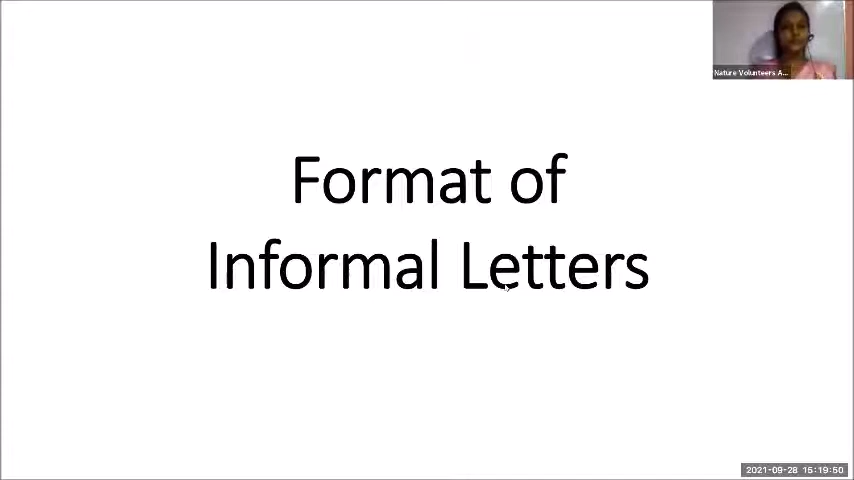 Nature Volunteers A...
Format of
Informal Letters
2021-09-28 15:19:50